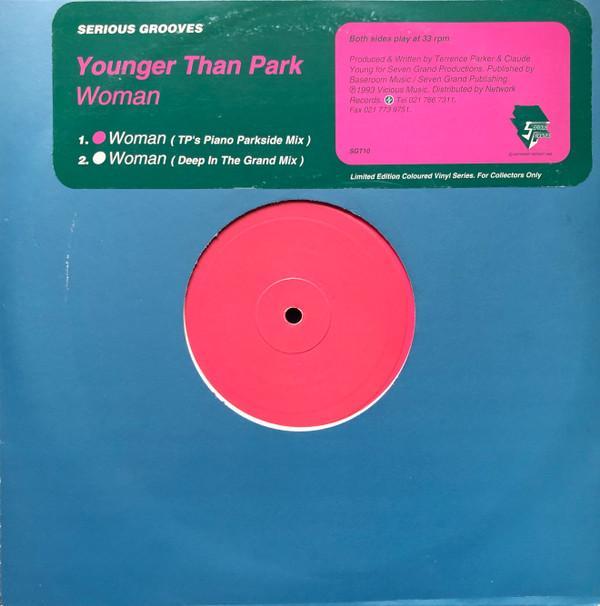 SERIOUS GROOVES
Younger Than Park
Woman
1. Woman ( TP's Piano Parkside Mix )
2. Woman ( Deep In The Grand Mix )
Both sides play at 33 rpm
Produced & Written by Terrence Parker & Claude
Young for Seven Grand Productions. Published by
Baseroom Music / Seven Grand Publishing.
℗1993 Vicious Music. Distributed by Network
Records. Tel 021 766 7311.
Fax 021 773 9751.
SGT10
SERIOUS
GROOVES
Limited Edition Coloured Vinyl Series. For Collectors Only